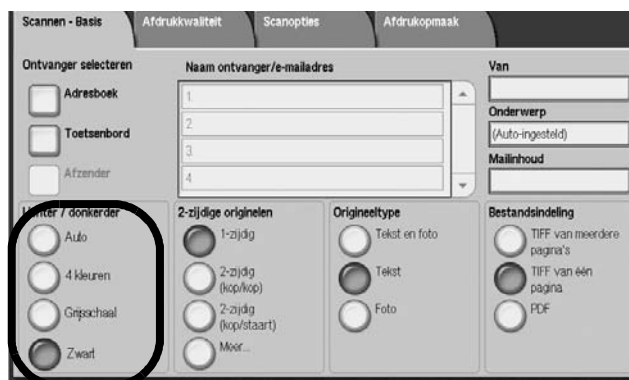 Scannen - Basis
Afdrukkwaliteit
Scanopties
Afdrukopmaak
Ontvanger selecteren
Naam ontvanger/e-mailadres
Van
Adresboek
1.
Onderwerp
Toetsenbord
2.
(Auto-ingesteld)
3.
Mailinhoud
Afzender
4.
/ donkerder
2-zijdige originelen
Origineeltype
Bestandsindeling
Auto
1-zijdig
Tekst en foto
TIFF van meerdere
pagina's
4 kleuren
2-zijdig
(kop/kop)
Tekst
TIFF van één
pagina
Grijsschaal
2-zijdig
(kop/staart)
Foto
PDF
Zwart
Meer...